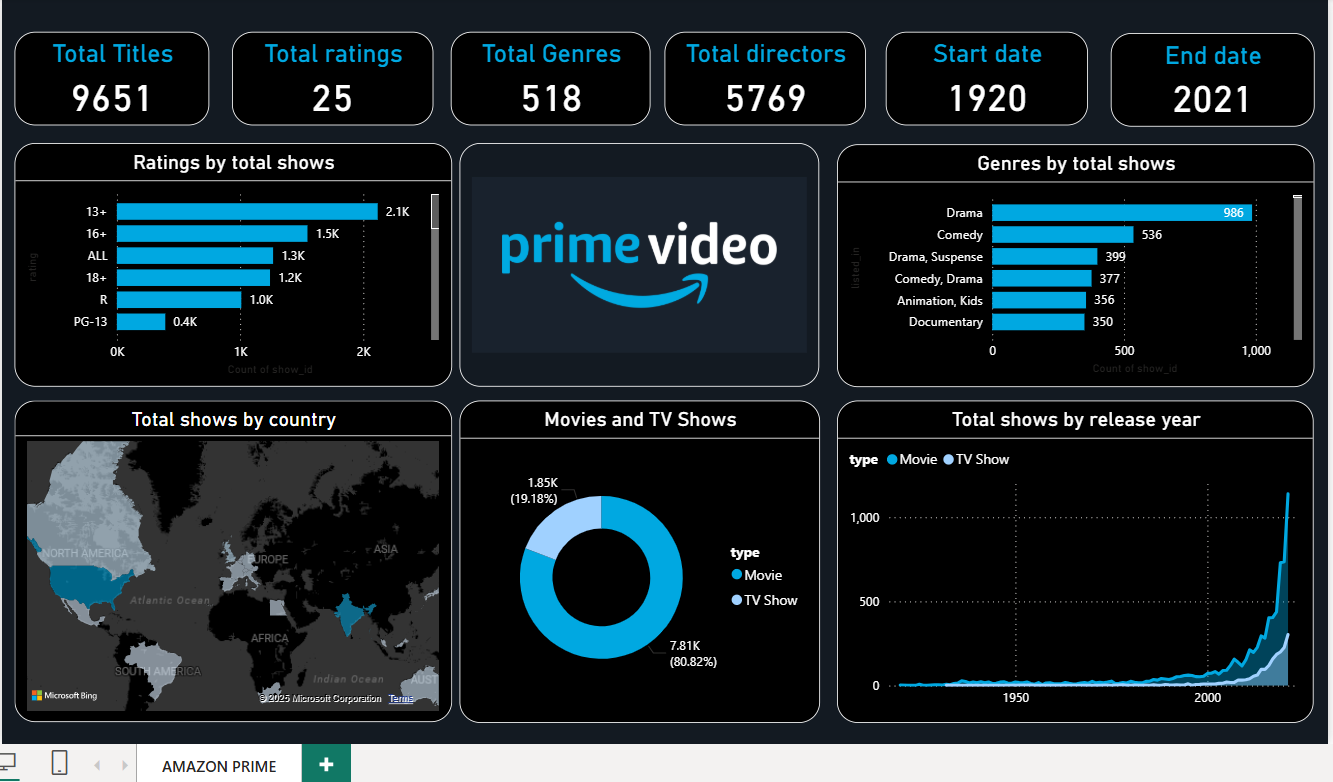 Total Titles
9651
Total ratings
25
Total Genres
518
Total directors
5769
Start date
1920
End date
2021
Ratings by total shows
rating
13+
2.1K
16+
1.5K
ALL
1.3K
18+
1.2K
R
1.0K
PG-13
0.4K
0K
1K
2K
Count of show_id
prime video
Genres by total shows
listed_in
Drama
986
Comedy
536
Drama, Suspense
399
Comedy, Drama
377
Animation, Kids
356
Documentary
350
0
500
1,000
Count of show_id
Total shows by country
NORTH AMERICA
EUROPE
ASIA
Atlantic Ocean
AFRICA
SOUTH AMERICA
Indian Ocean
AUST
Microsoft Bing
© 2025 Microsoft Corporation Terms
Movies and TV Shows
1.85K
(19.18%)
type
Movie
TV Show
7.81K
(80.82%)
Total shows by release year
type Movie TV Show
1,000
500
0
1950
2000
AMAZON PRIME